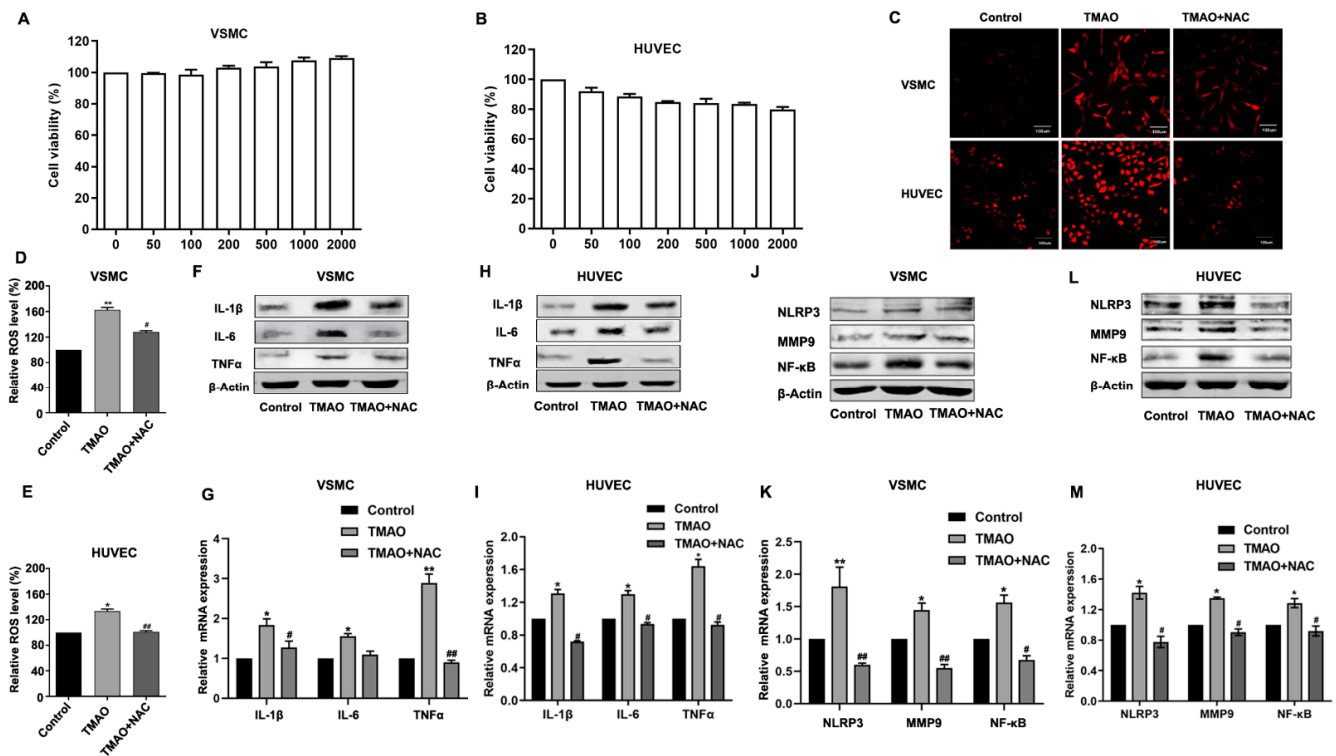 A
VSMC
Cell viability (%)
120
100
80
60
40
20
0
0 50 100 200 500 1000 2000
B
HUVEC
Cell viability (%)
120
100
80
60
40
20
0
0 50 100 200 500 1000 2000
C
Control TMAO TMAO+NAC
VSMC
100μm 100μm 100μm
HUVEC
100μm 100μm 100μm
D
VSMC
Relative ROS level (%)
200
160
120
80
40
0
**
#
Control TMAO TMAO+NAC
F
VSMC
IL-1β
IL-6
TNFα
β-Actin
Control TMAO TMAO+NAC
H
HUVEC
IL-1β
IL-6
TNFα
β-Actin
Control TMAO TMAO+NAC
J
VSMC
NLRP3
MMP9
NF-κB
β-Actin
Control TMAO TMAO+NAC
L
HUVEC
NLRP3
MMP9
NF-κB
β-Actin
Control TMAO TMAO+NAC
E
HUVEC
Relative ROS level (%)
200
160
120
80
40
0
*
##
Control TMAO TMAO+NAC
G
VSMC
Control
TMAO
TMAO+NAC
Relative mRNA expression
4
3
2
1
0
* # * ** ##
IL-1β IL-6 TNFα
I
HUVEC
Control
TMAO
TMAO+NAC
Relative mRNA experssion
2.0
1.6
1.2
0.8
0.4
0.0
* # * # * #
IL-1β IL-6 TNFα
K
VSMC
Control
TMAO
TMAO+NAC
Relative mRNA experssion
2.5
2.0
1.5
1.0
0.5
0.0
** ## * ## * #
NLRP3 MMP9 NF-κB
M
HUVEC
Control
TMAO
TMAO+NAC
Relative mRNA experssion
2.0
1.6
1.2
0.8
0.4
0.0
* # * # * #
NLRP3 MMP9 NF-κB